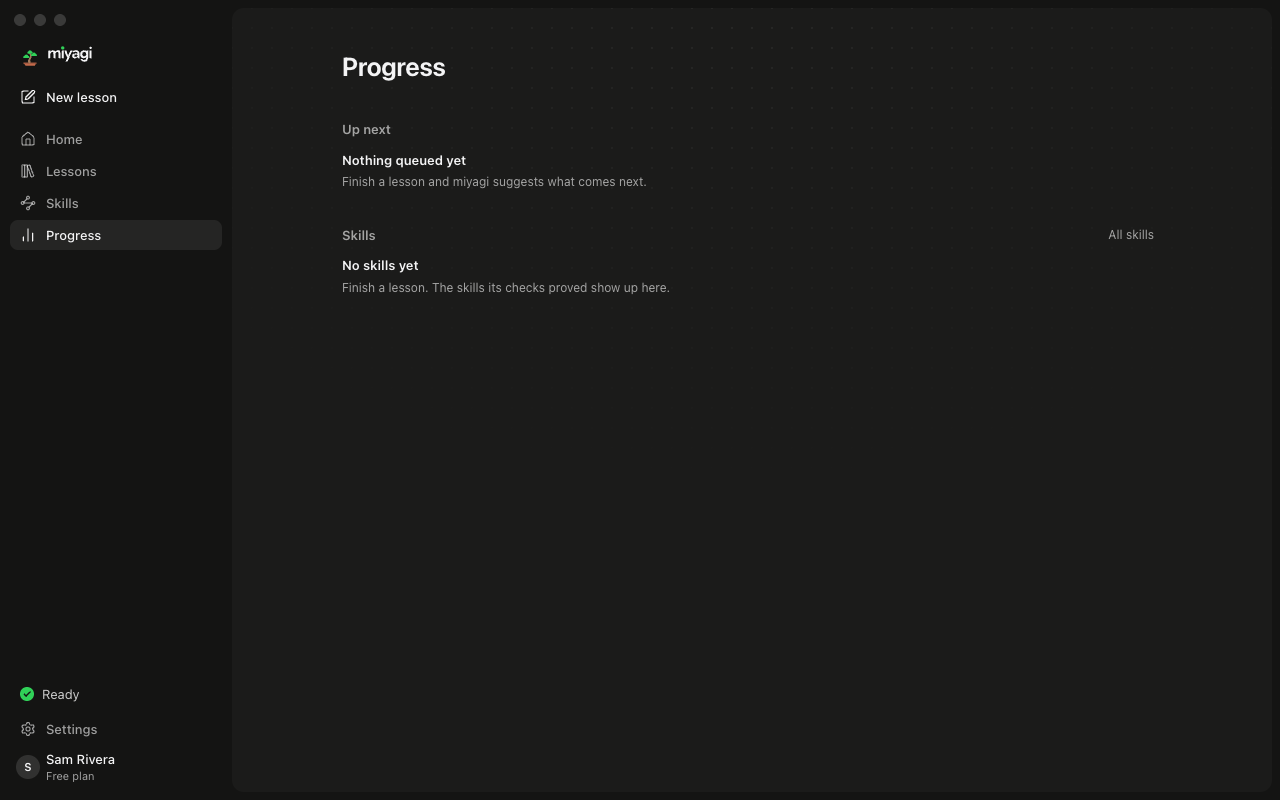 miyagi
New lesson
Home
Lessons
Skills
Progress
Ready
Settings
S
Sam Rivera
Free plan
Progress
Up next
Nothing queued yet
Finish a lesson and miyagi suggests what comes next.
Skills
All skills
No skills yet
Finish a lesson. The skills its checks proved show up here.